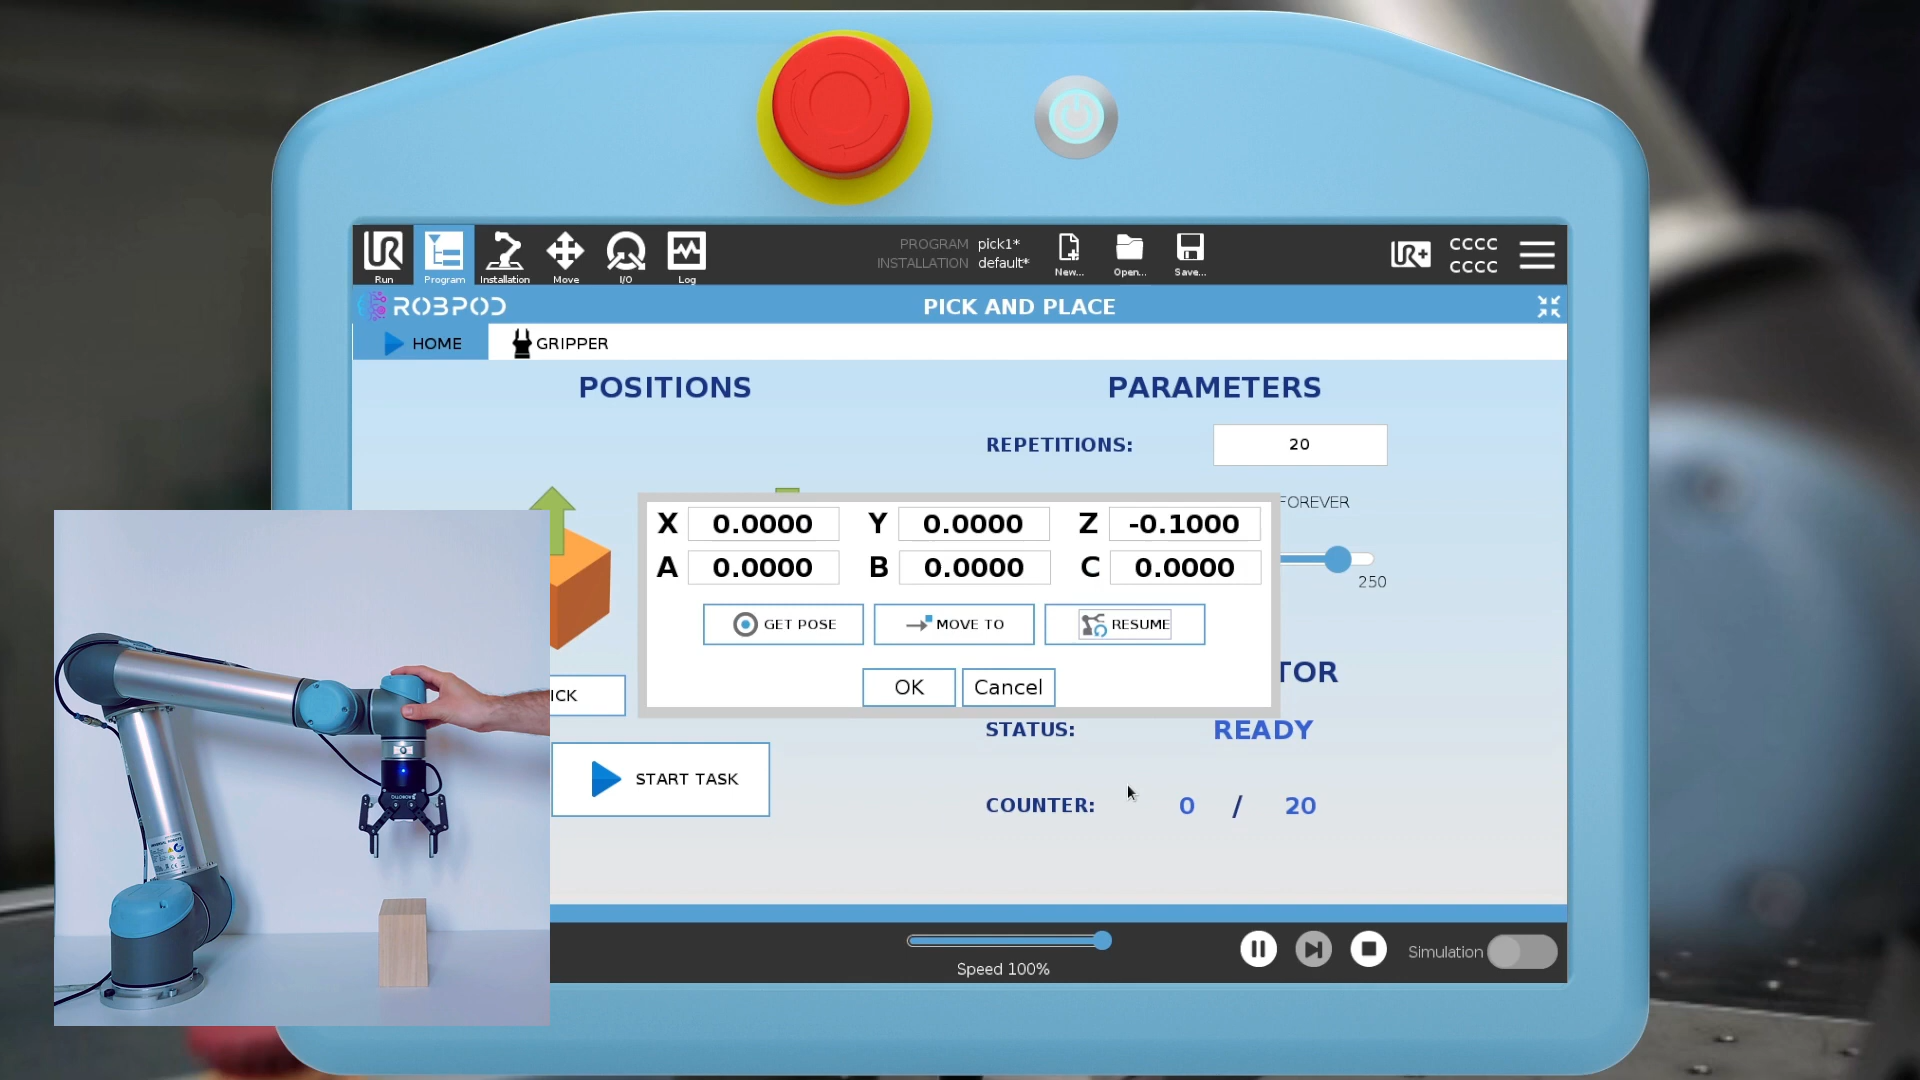 PROGRAM pick1*
INSTALLATION default*
Run
Program
Installation
Move
I/O
Log
New...
Open...
Save...
UR
UR+
CCCC
CCCC
ROBPOD
PICK AND PLACE
HOME
GRIPPER
POSITIONS
PARAMETERS
REPETITIONS: 20
FOREVER
X 0.0000 Y 0.0000 Z -0.1000
A 0.0000 B 0.0000 C 0.0000
250
GET POSE
MOVE TO
RESUME
OK
Cancel
TOR
ICK
STATUS: READY
START TASK
COUNTER: 0 / 20
Speed 100%
Simulation